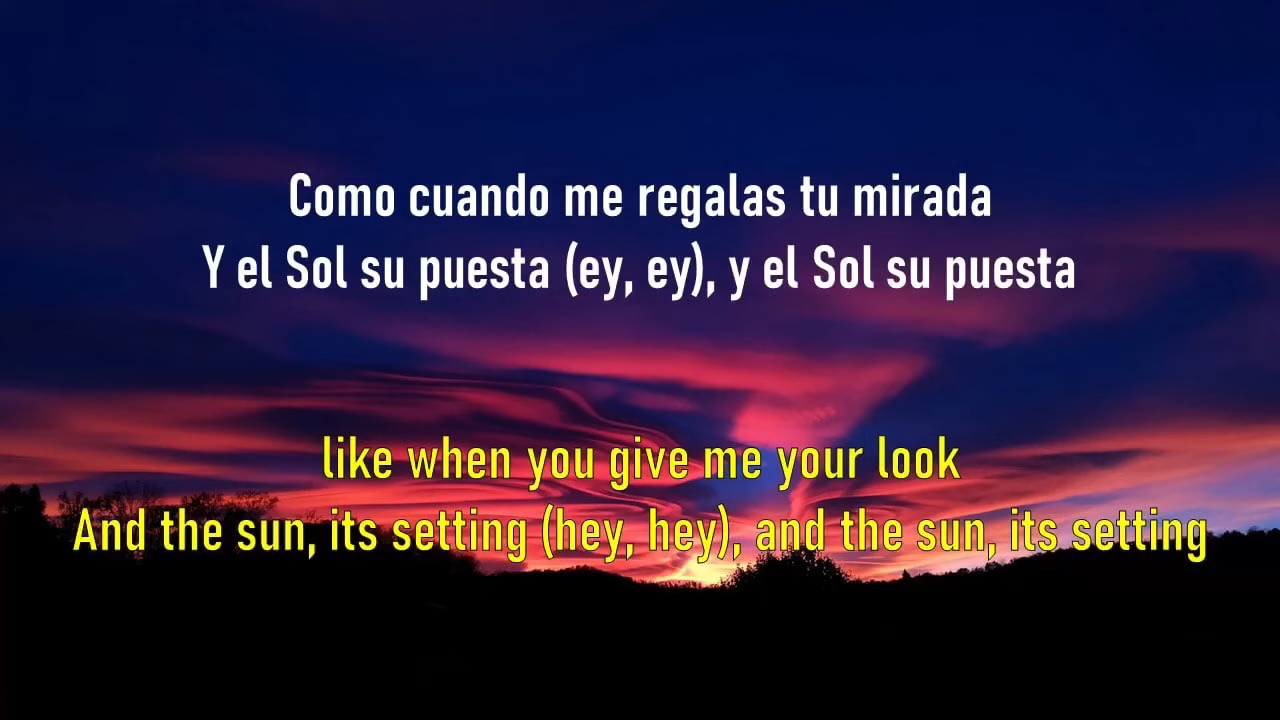 Como cuando me regalas tu mirada
Y el Sol su puesta (ey, ey), y el Sol su puesta
like when you give me your look
And the sun, its setting (hey, hey), and the sun, its setting